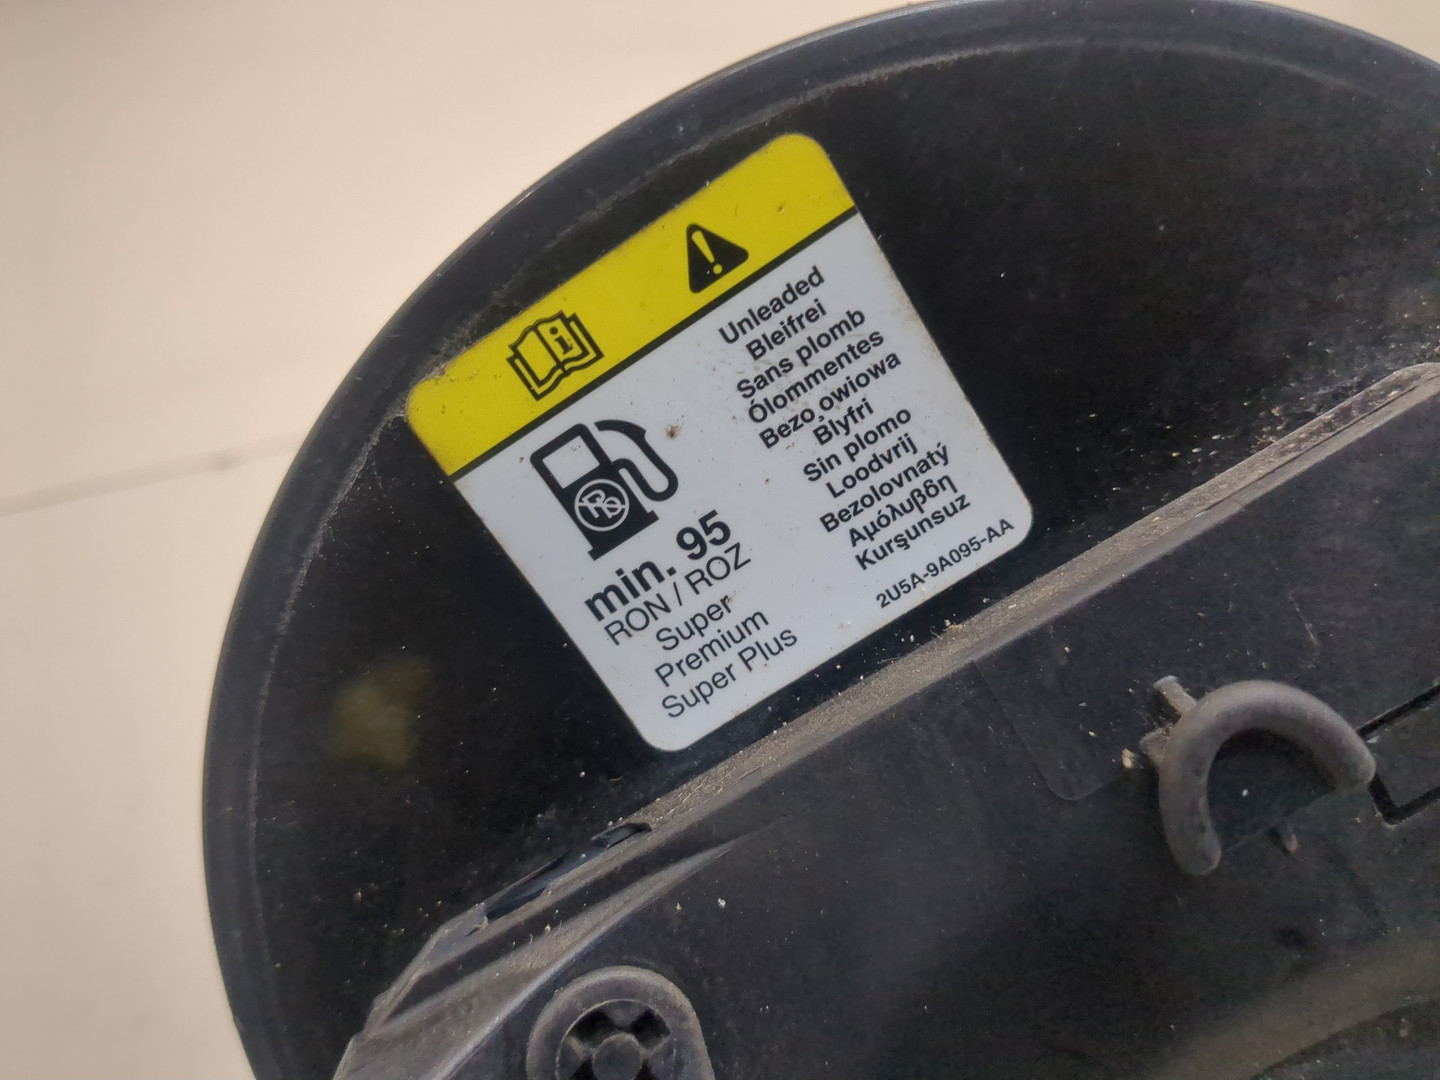 Unleaded
Bleifrei
Sans plomb
Ólommentes
Bezo owiowa
Blyfri
Sin plomo
Loodvrij
Bezolovnatý
Αμόλυβδη
Kurşunsuz
min. 95
RON / ROZ
Super
Premium
Super Plus
2U5A-9A095-AA